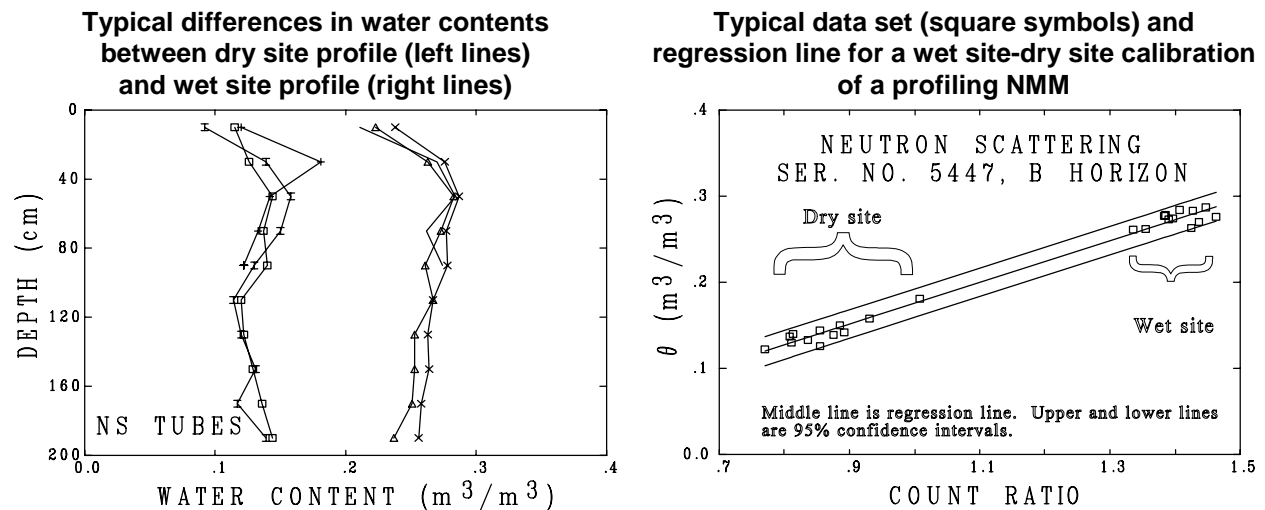 Typical differences in water contents
between dry site profile (left lines)
and wet site profile (right lines)
0
40
80
120
160
200
DEPTH (cm)
NS TUBES
0.0
.1
.2
.3
.4
WATER CONTENT (m³/m³)
Typical data set (square symbols) and
regression line for a wet site-dry site calibration
of a profiling NMM
0.4
.3
.2
.1
0.0
θ (m³/m³)
NEUTRON SCATTERING
SER. NO. 5447, B HORIZON
Dry site
Wet site
Middle line is regression line. Upper and lower lines
are 95% confidence intervals.
.7
.9
1.1
1.3
1.5
COUNT RATIO